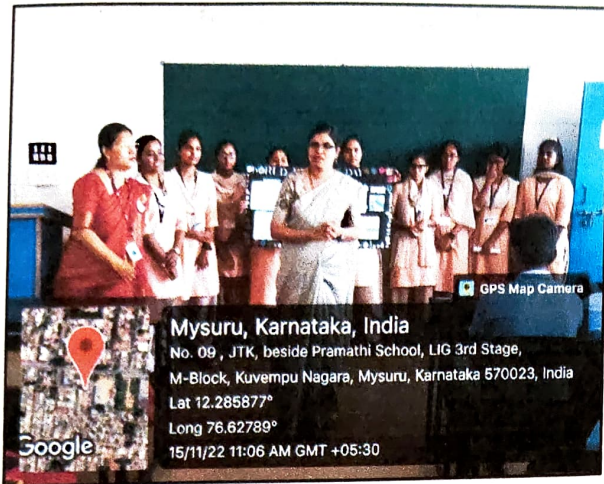 GPS Map Camera
Mysuru, Karnataka, India
No. 09 , JTK, beside Pramathi School, LIG 3rd Stage,
M-Block, Kuvempu Nagara, Mysuru, Karnataka 570023, India
Lat 12.285877°
Long 76.62789°
15/11/22 11:06 AM GMT +05:30
Google